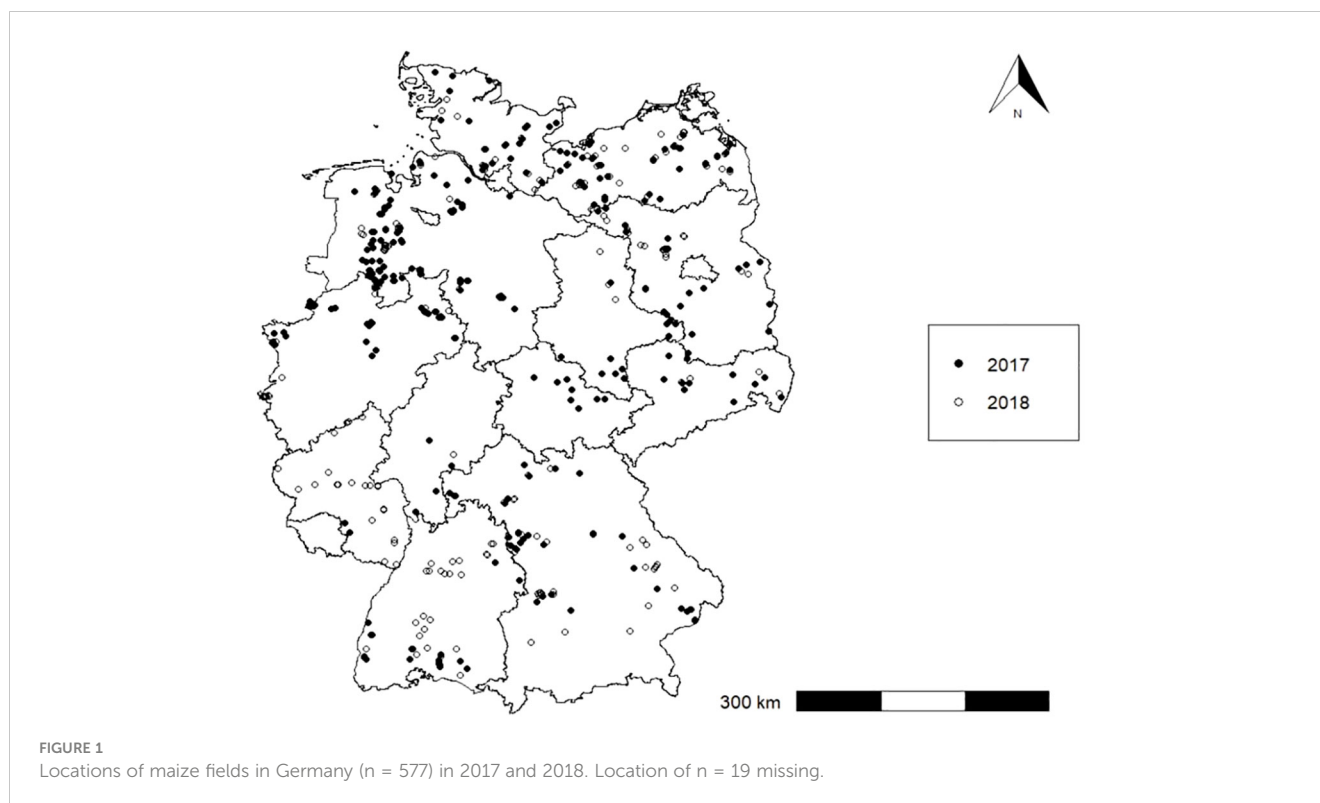 N
2017
2018
300 km
FIGURE 1
Locations of maize fields in Germany (n = 577) in 2017 and 2018. Location of n = 19 missing.